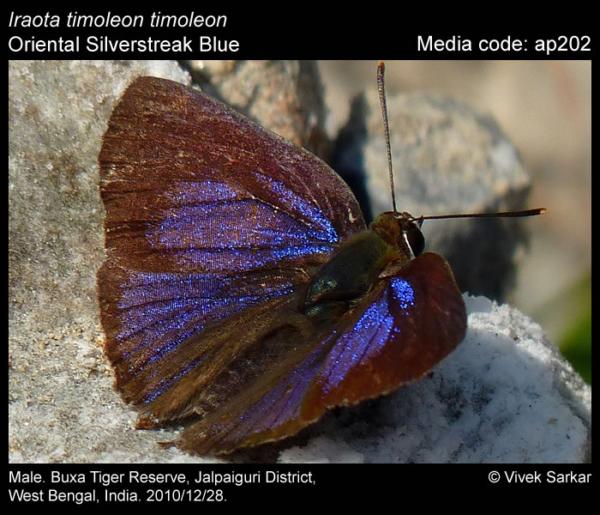 Iraota timoleon timoleon
Oriental Silverstreak Blue
Media code: ap202
Male. Buxa Tiger Reserve, Jalpaiguri District,
West Bengal, India. 2010/12/28.
© Vivek Sarkar